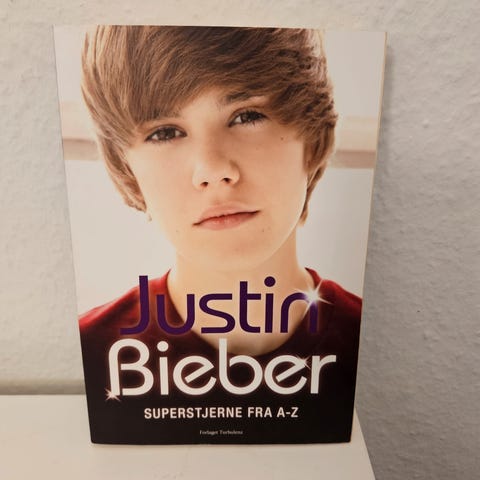 Justin
Bieber
SUPERSTJERNE FRA A-Z
Forlaget Turbulenz